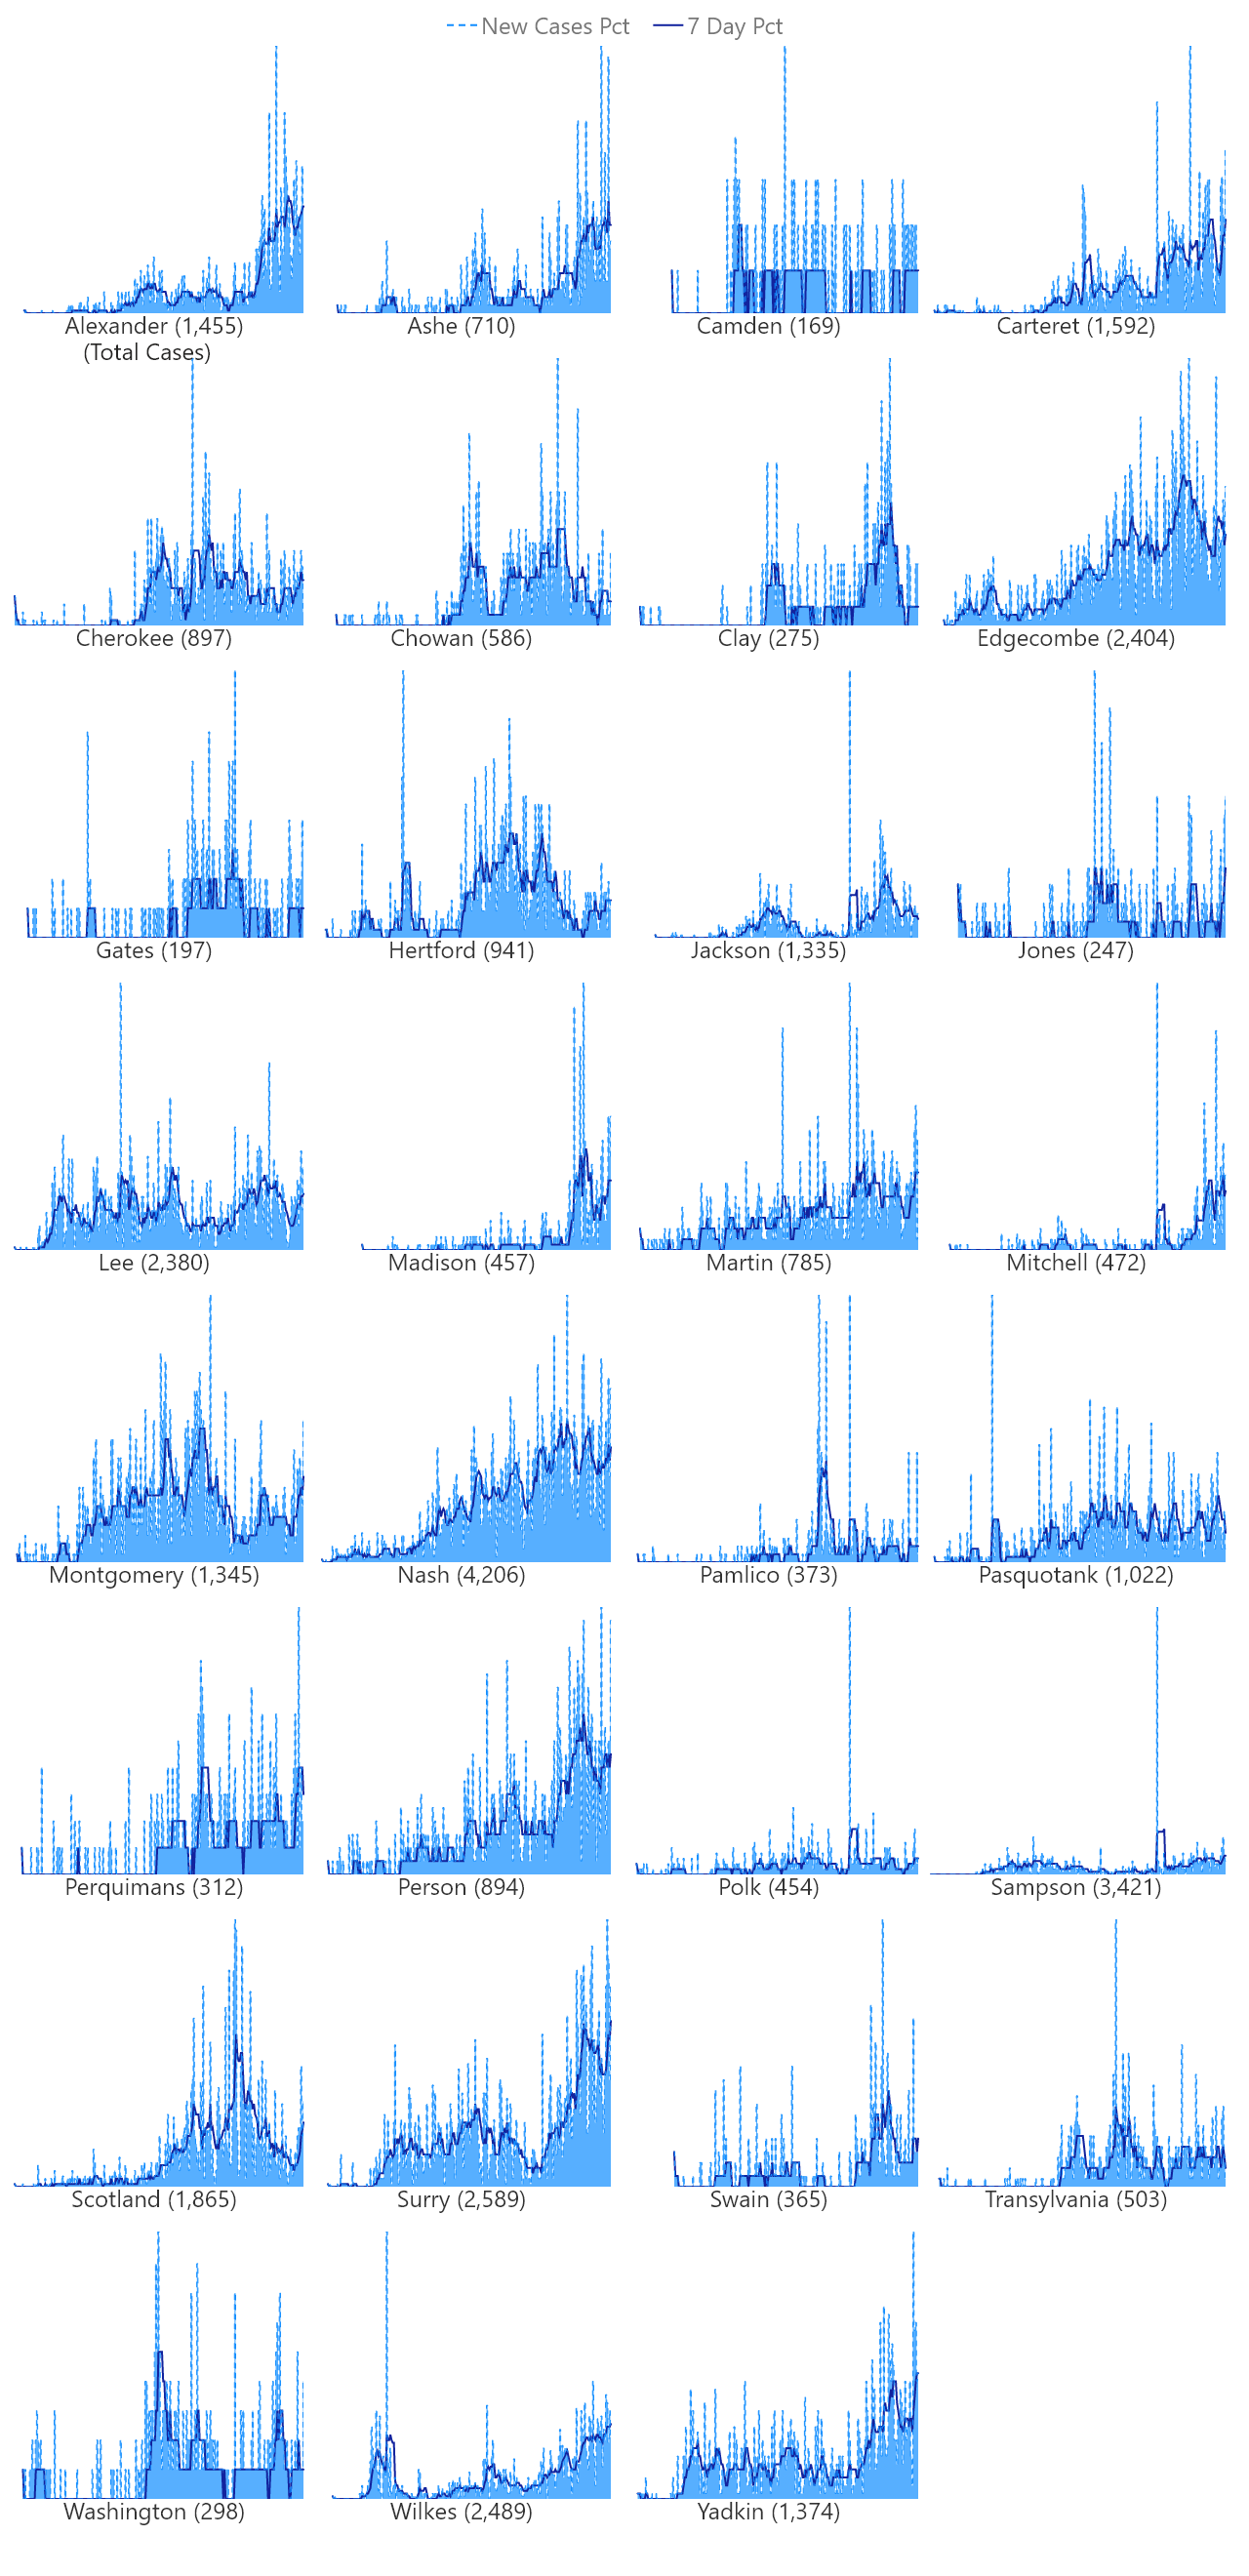 New Cases Pct 7 Day Pct
Alexander (1,455) Ashe (710) Camden (169) Carteret (1,592)
(Total Cases)
Cherokee (897) Chowan (586) Clay (275) Edgecombe (2,404)
Gates (197) Hertford (941) Jackson (1,335) Jones (247)
Lee (2,380) Madison (457) Martin (785) Mitchell (472)
Montgomery (1,345) Nash (4,206) Pamlico (373) Pasquotank (1,022)
Perquimans (312) Person (894) Polk (454) Sampson (3,421)
Scotland (1,865) Surry (2,589) Swain (365) Transylvania (503)
Washington (298) Wilkes (2,489) Yadkin (1,374)